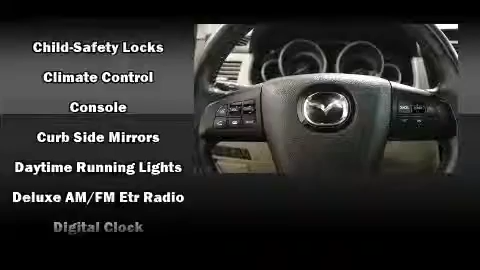 Child-Safety Locks
Climate Control
Console
Curb Side Mirrors
Daytime Running Lights
Deluxe AM/FM Etr Radio
Digital Clock